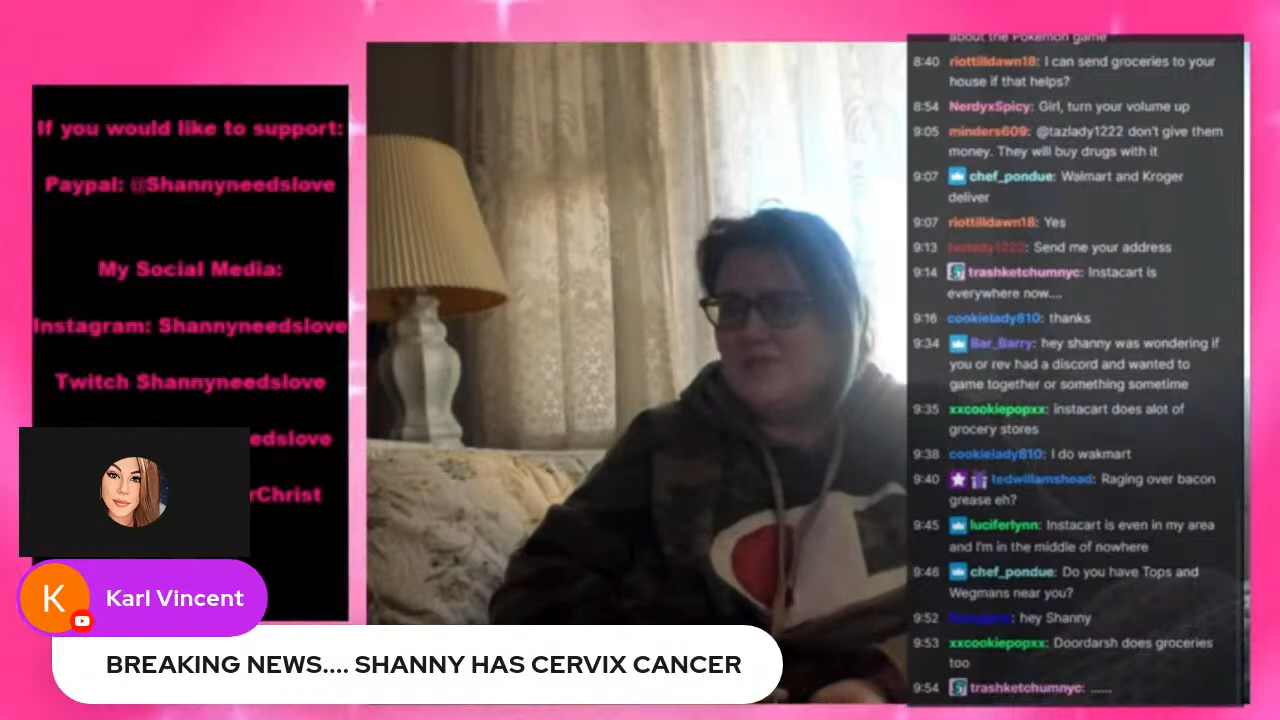 If you would like to support:
Paypal: @Shannyneedslove
My Social Media:
Instagram: Shannyneedslove
Twitch Shannyneedslove
edslove
rChrist
K
Karl Vincent
BREAKING NEWS.... SHANNY HAS CERVIX CANCER
about the Pokemon game
8:40 riottilldawn18: I can send groceries to your
house if that helps?
8:54 NerdyxSpicy: Girl, turn your volume up
9:05 minders609: @tazlady1222 don't give them
money. They will buy drugs with it
9:07 chef_pondue: Walmart and Kroger
deliver
9:07 riottilldawn18: Yes
9:13 tazlady1222: Send me your address
9:14 trashketchumnyc: Instacart is
everywhere now....
9:16 cookielady810: thanks
9:34 Bar_Barry: hey shanny was wondering if
you or rev had a discord and wanted to
game together or something sometime
9:35 xxcookiepopxx: instacart does alot of
grocery stores
9:38 cookielady810: I do wakmart
9:40 tedwillamshead: Raging over bacon
grease eh?
9:45 luciferlynn: Instacart is even in my area
and I'm in the middle of nowhere
9:46 chef_pondue: Do you have Tops and
Wegmans near you?
9:52 : hey Shanny
9:53 xxcookiepopxx: Doordarsh does groceries
too
9:54 trashketchumnyc: ......